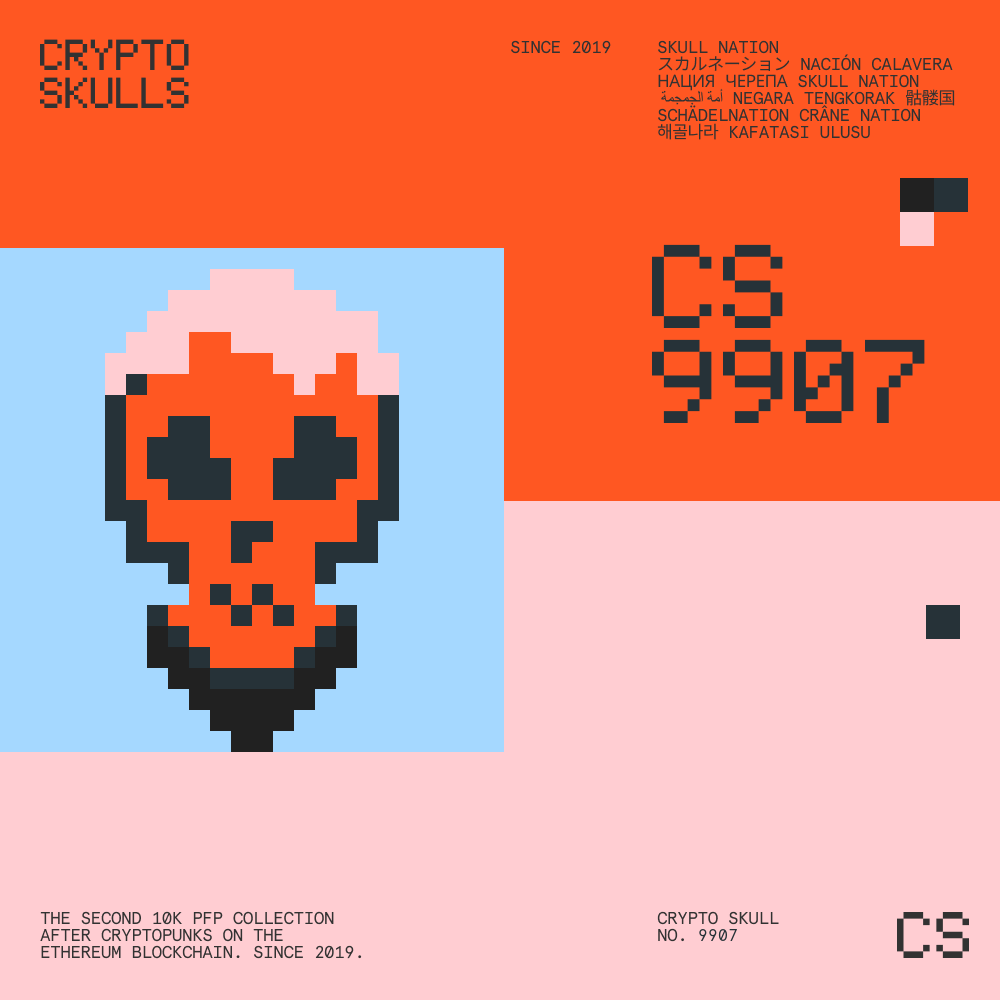 CRYPTO
SKULLS
SINCE 2019
SKULL NATION
スカルネーション NACIÓN CALAVERA
НАЦИЯ ЧЕРЕПА SKULL NATION
أمة الجمجمة NEGARA TENGKORAK 骷髅国
SCHÄDELNATION CRÂNE NATION
해골나라 KAFATASI ULUSU
CS
9907
THE SECOND 10K PFP COLLECTION
AFTER CRYPTOPUNKS ON THE
ETHEREUM BLOCKCHAIN. SINCE 2019.
CRYPTO SKULL
NO. 9907
CS